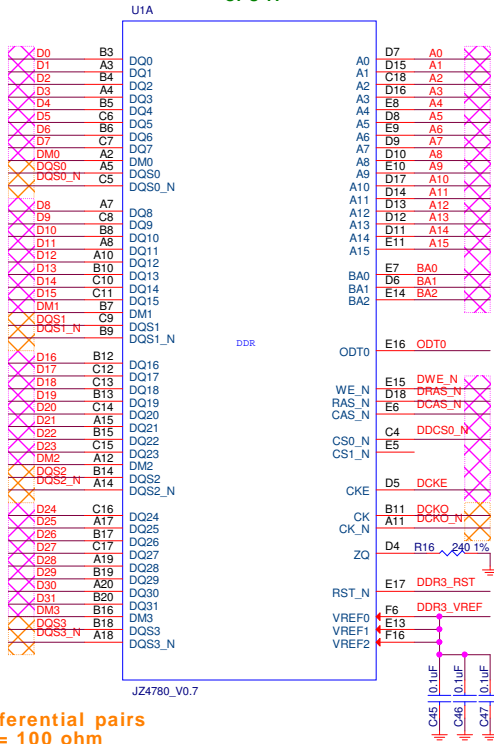 U1A
D0 B3 DQ0
D1 A3 DQ1
D2 B4 DQ2
D3 A4 DQ3
D4 B5 DQ4
D5 C6 DQ5
D6 B6 DQ6
D7 C7 DQ7
DM0 A2 DM0
DQS0 A5 DQS0
DQS0_N C5 DQS0_N
D8 A7 DQ8
D9 C8 DQ9
D10 B8 DQ10
D11 A8 DQ11
D12 A10 DQ12
D13 B10 DQ13
D14 C10 DQ14
D15 C11 DQ15
DM1 B7 DM1
DQS1 C9 DQS1
DQS1_N B9 DQS1_N
D16 B12 DQ16
D17 C12 DQ17
D18 C13 DQ18
D19 B13 DQ19
D20 C14 DQ20
D21 A15 DQ21
D22 B15 DQ22
D23 C15 DQ23
DM2 A12 DM2
DQS2 B14 DQS2
DQS2_N A14 DQS2_N
D24 C16 DQ24
D25 A17 DQ25
D26 B17 DQ26
D27 C17 DQ27
D28 A19 DQ28
D29 B19 DQ29
D30 A20 DQ30
D31 B20 DQ31
DM3 B16 DM3
DQS3 B18 DQS3
DQS3_N A18 DQS3_N
DDR
A0 D7 A0
A1 D15 A1
A2 C18 A2
A3 D16 A3
A4 E8 A4
A5 D8 A5
A6 E9 A6
A7 D9 A7
A8 D10 A8
A9 E10 A9
A10 D17 A10
A11 D14 A11
A12 D13 A12
A13 D12 A13
A14 D11 A14
A15 E11 A15
BA0 E7 BA0
BA1 D6 BA1
BA2 E14 BA2
ODT0 E16 ODT0
WE_N E15 DWE_N
RAS_N D18 DRAS_N
CAS_N E6 DCAS_N
CS0_N C4 DDCS0_N
CS1_N E5
CKE D5 DCKE
CK B11 DCKO
CK_N A11 DCKO_N
ZQ D4 R16 240 1%
RST_N E17 DDR3_RST
VREF0 F6 DDR3_VREF
VREF1 E13
VREF2 F16
JZ4780_V0.7
C45 0.1uF
C46 0.1uF
C47 0.1uF
ferential pairs
= 100 ohm